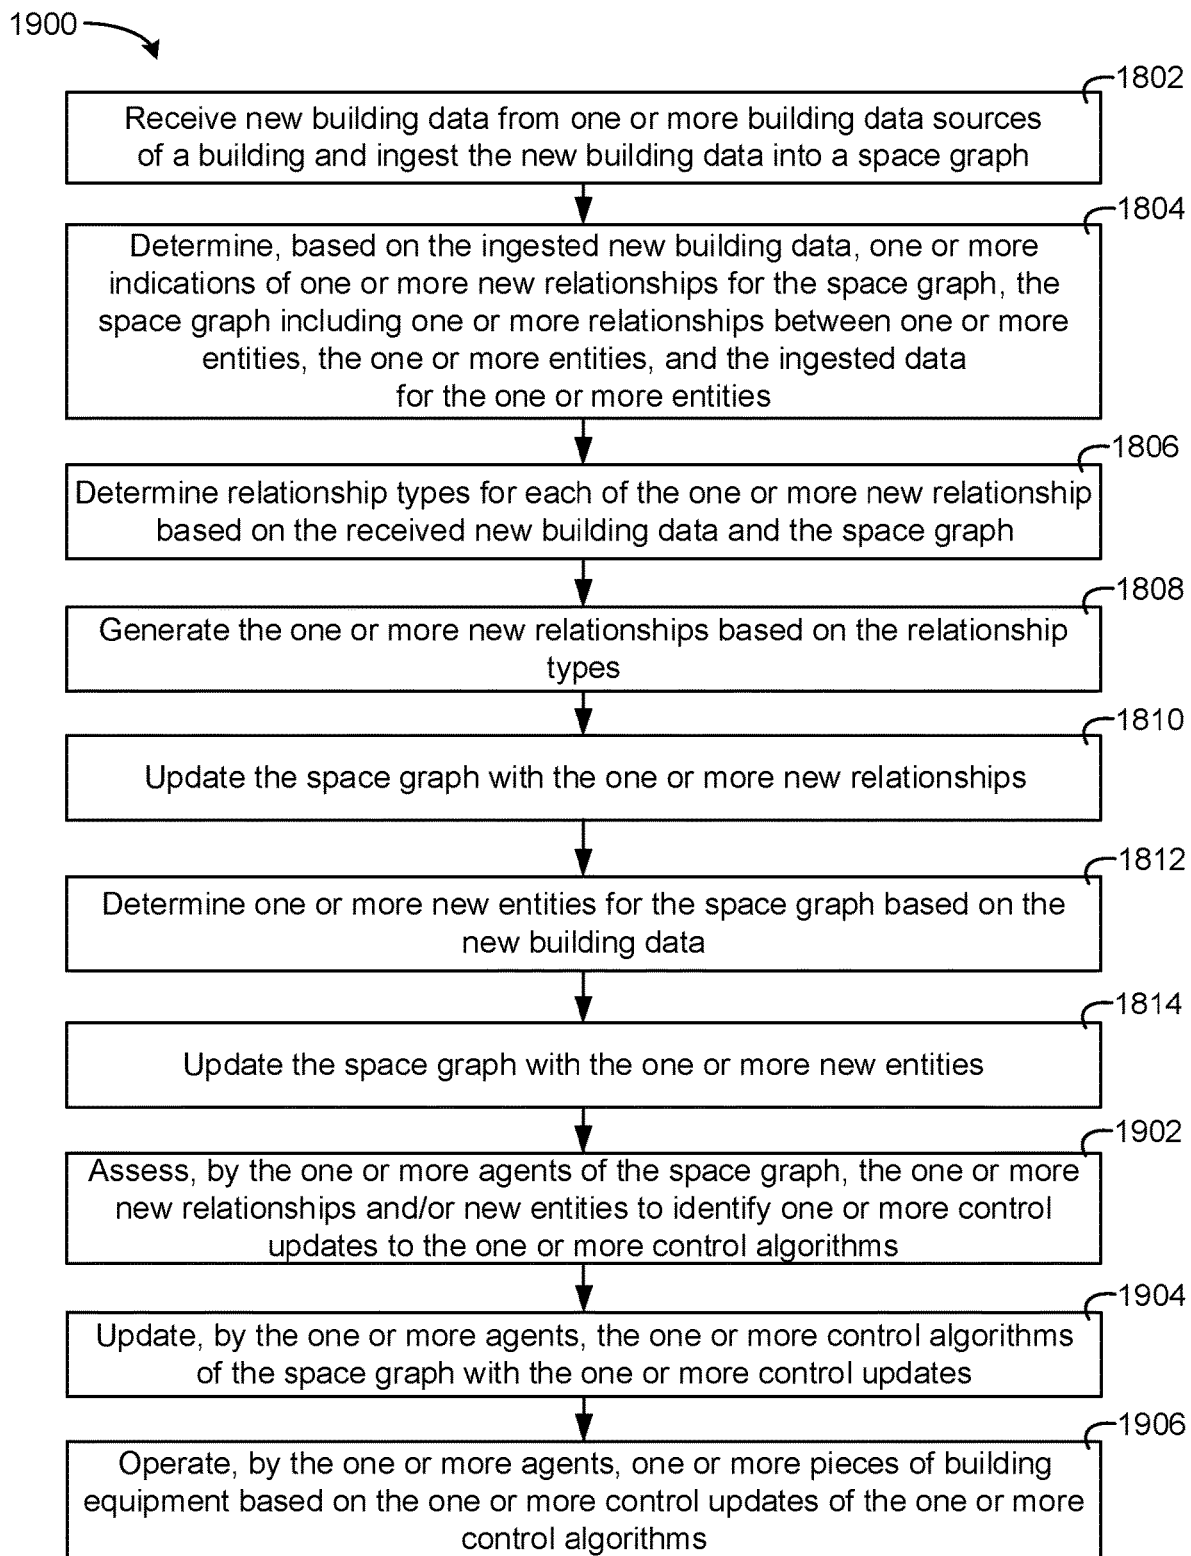 1900
1802
Receive new building data from one or more building data sources
of a building and ingest the new building data into a space graph
1804
Determine, based on the ingested new building data, one or more
indications of one or more new relationships for the space graph, the
space graph including one or more relationships between one or more
entities, the one or more entities, and the ingested data
for the one or more entities
1806
Determine relationship types for each of the one or more new relationship
based on the received new building data and the space graph
1808
Generate the one or more new relationships based on the relationship
types
1810
Update the space graph with the one or more new relationships
1812
Determine one or more new entities for the space graph based on the
new building data
1814
Update the space graph with the one or more new entities
1902
Assess, by the one or more agents of the space graph, the one or more
new relationships and/or new entities to identify one or more control
updates to the one or more control algorithms
1904
Update, by the one or more agents, the one or more control algorithms
of the space graph with the one or more control updates
1906
Operate, by the one or more agents, one or more pieces of building
equipment based on the one or more control updates of the one or more
control algorithms